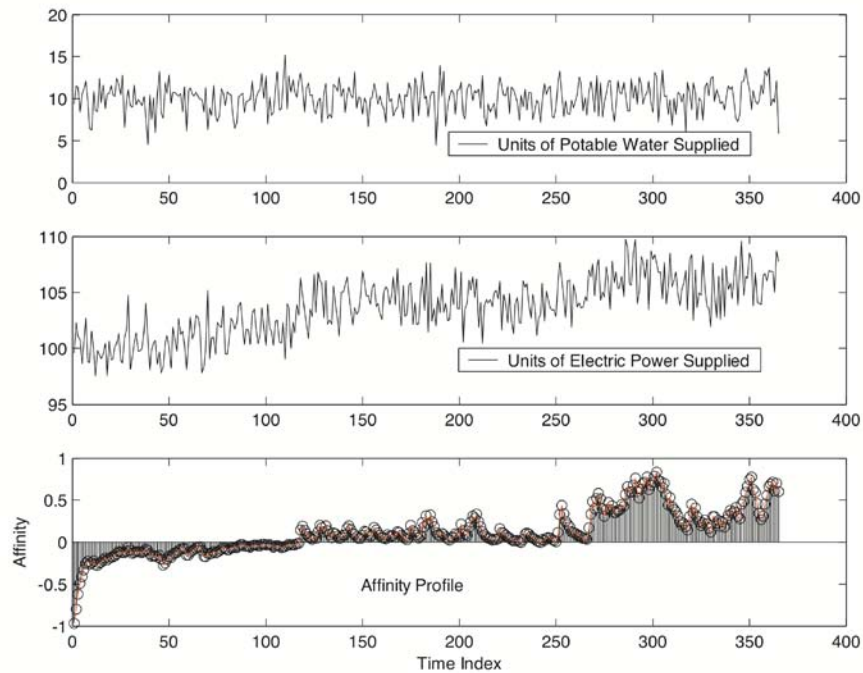 20
15
10
5
0
0 50 100 150 200 250 300 350 400
Units of Potable Water Supplied
110
105
100
95
0 50 100 150 200 250 300 350 400
Units of Electric Power Supplied
1
0.5
0
-0.5
-1
0 50 100 150 200 250 300 350 400
Affinity
Affinity Profile
Time Index